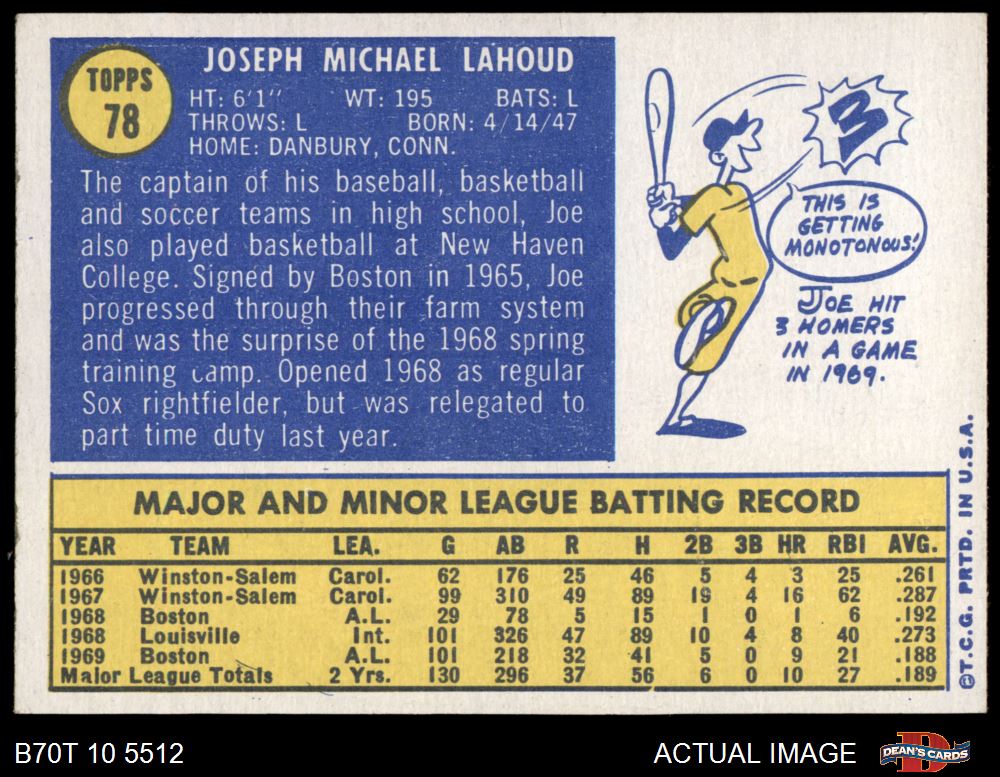 TOPPS
78
JOSEPH MICHAEL LAHOUD
HT: 6'1" WT: 195 BATS: L
THROWS: L BORN: 4/14/47
HOME: DANBURY, CONN.
The captain of his baseball, basketball
and soccer teams in high school, Joe
also played basketball at New Haven
College. Signed by Boston in 1965, Joe
progressed through their farm system
and was the surprise of the 1968 spring
training camp. Opened 1968 as regular
Sox rightfielder, but was relegated to
part time duty last year.
3
THIS IS
GETTING
MONOTONOUS!
JOE HIT
3 HOMERS
IN A GAME
IN 1969.
MAJOR AND MINOR LEAGUE BATTING RECORD
YEAR TEAM LEA. G AB R H 2B 3B HR RBI AVG.
1966 Winston-Salem Carol. 62 176 25 46 5 4 3 25 .261
1967 Winston-Salem Carol. 99 310 49 89 19 4 16 62 .287
1968 Boston A.L. 29 78 5 15 1 0 1 6 .192
1968 Louisville Int. 101 326 47 89 10 4 8 40 .273
1969 Boston A.L. 101 218 32 41 5 0 9 21 .188
Major League Totals 2 Yrs. 130 296 37 56 6 0 10 27 .189
©T.C.G. PRTD. IN U.S.A.
B70T 10 5512 ACTUAL IMAGE
DEAN'S CARDS